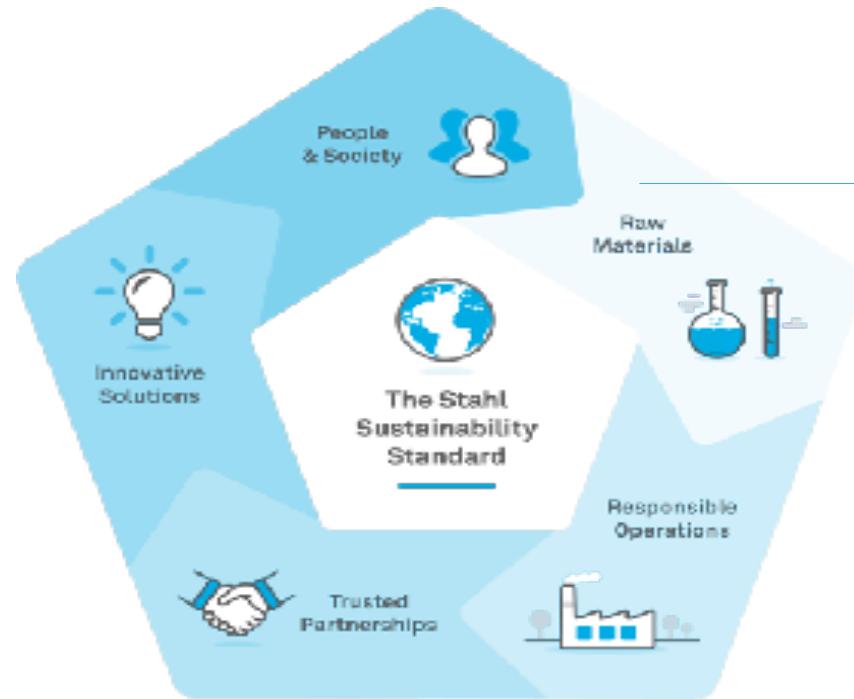 People
& Society
Raw
Materials
Innovative
Solutions
The Stahl
Sustainability
Standard
Responsible
Operations
Trusted
Partnerships